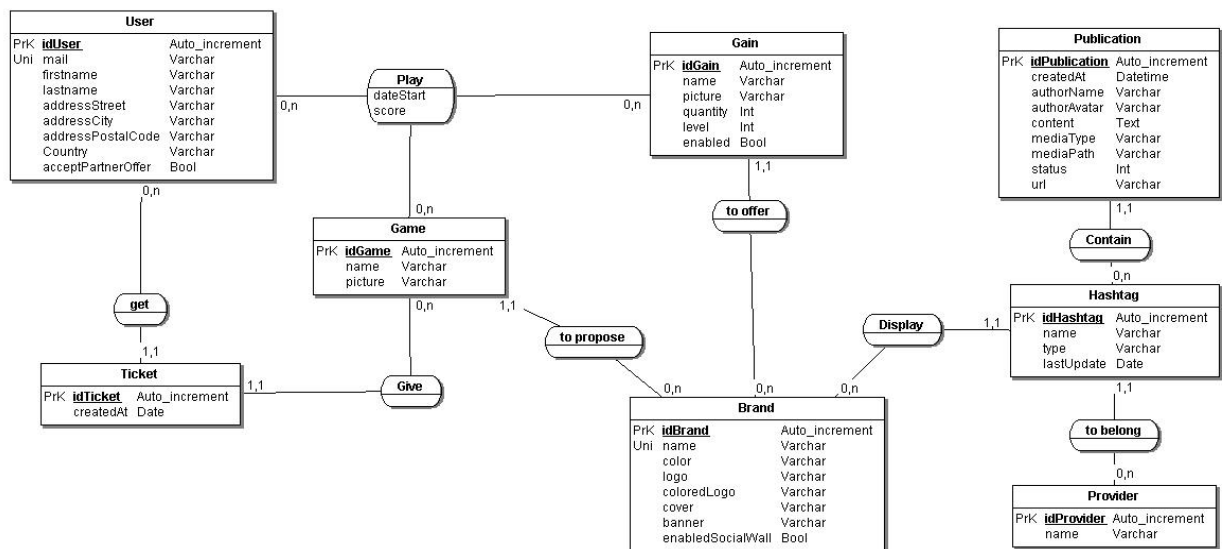 User
PrK idUser Auto_increment
Uni mail Varchar
firstname Varchar
lastname Varchar
addressStreet Varchar
addressCity Varchar
addressPostalCode Varchar
Country Varchar
acceptPartnerOffer Bool
0,n
Play
dateStart
score
0,n
0,n
Gain
PrK idGain Auto_increment
name Varchar
picture Varchar
quantity Int
level Int
enabled Bool
1,1
to offer
Publication
PrK idPublication Auto_increment
createdAt Datetime
authorName Varchar
authorAvatar Varchar
content Text
mediaType Varchar
mediaPath Varchar
status Int
url Varchar
1,1
Contain
0,n
0,n
get
1,1
0,n
Game
PrK idGame Auto_increment
name Varchar
picture Varchar
0,n
1,1
to propose
Display
1,1
Hashtag
PrK idHashtag Auto_increment
name Varchar
type Varchar
lastUpdate Date
1,1
Ticket
PrK idTicket Auto_increment
createdAt Date
1,1
Give
0,n
0,n
0,n
Brand
PrK idBrand Auto_increment
Uni name Varchar
color Varchar
logo Varchar
coloredLogo Varchar
cover Varchar
banner Varchar
enabledSocialWall Bool
to belong
0,n
Provider
PrK idProvider Auto_increment
name Varchar